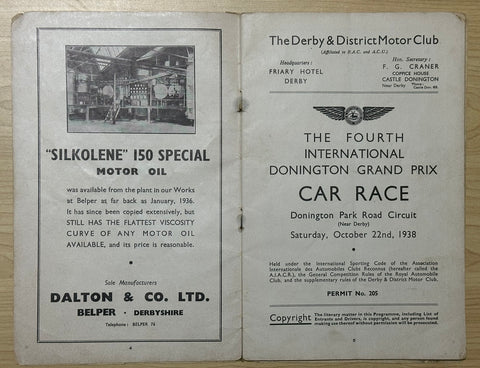 "SILKOLENE" 150 SPECIAL
MOTOR OIL
was available from the plant in our Works
at Belper as far back as January, 1936.
It has since been copied extensively, but
STILL HAS THE FLATTEST VISCOSITY
CURVE OF ANY MOTOR OIL
AVAILABLE, and its price is reasonable.
Sole Manufacturers
DALTON & CO. LTD.
BELPER - DERBYSHIRE
Telephone: BELPER 76
4
The Derby & District Motor Club
(Affiliated to R.A.C. and A.C.U.)
Headquarters:
FRIARY HOTEL
DERBY
Hon. Secretary:
F. G. CRANER
COPPICE HOUSE
CASTLE DONINGTON
Near Derby
THE FOURTH
INTERNATIONAL
DONINGTON GRAND PRIX
CAR RACE
Donington Park Road Circuit
(Near Derby)
Saturday, October 22nd, 1938
Held under the International Sporting Code of the Association
Internationale des Automobiles Clubs Reconnus (hereafter called the
A.I.A.C.R.), the General Competition Rules of the Royal Automobile
Club, and the supplementary rules of the Derby & District Motor Club.
PERMIT No. 205
Copyright
The literary matter in this Programme, including List of
Entrants and Drivers, is copyright, and any person found
making use thereof without permission will be prosecuted.